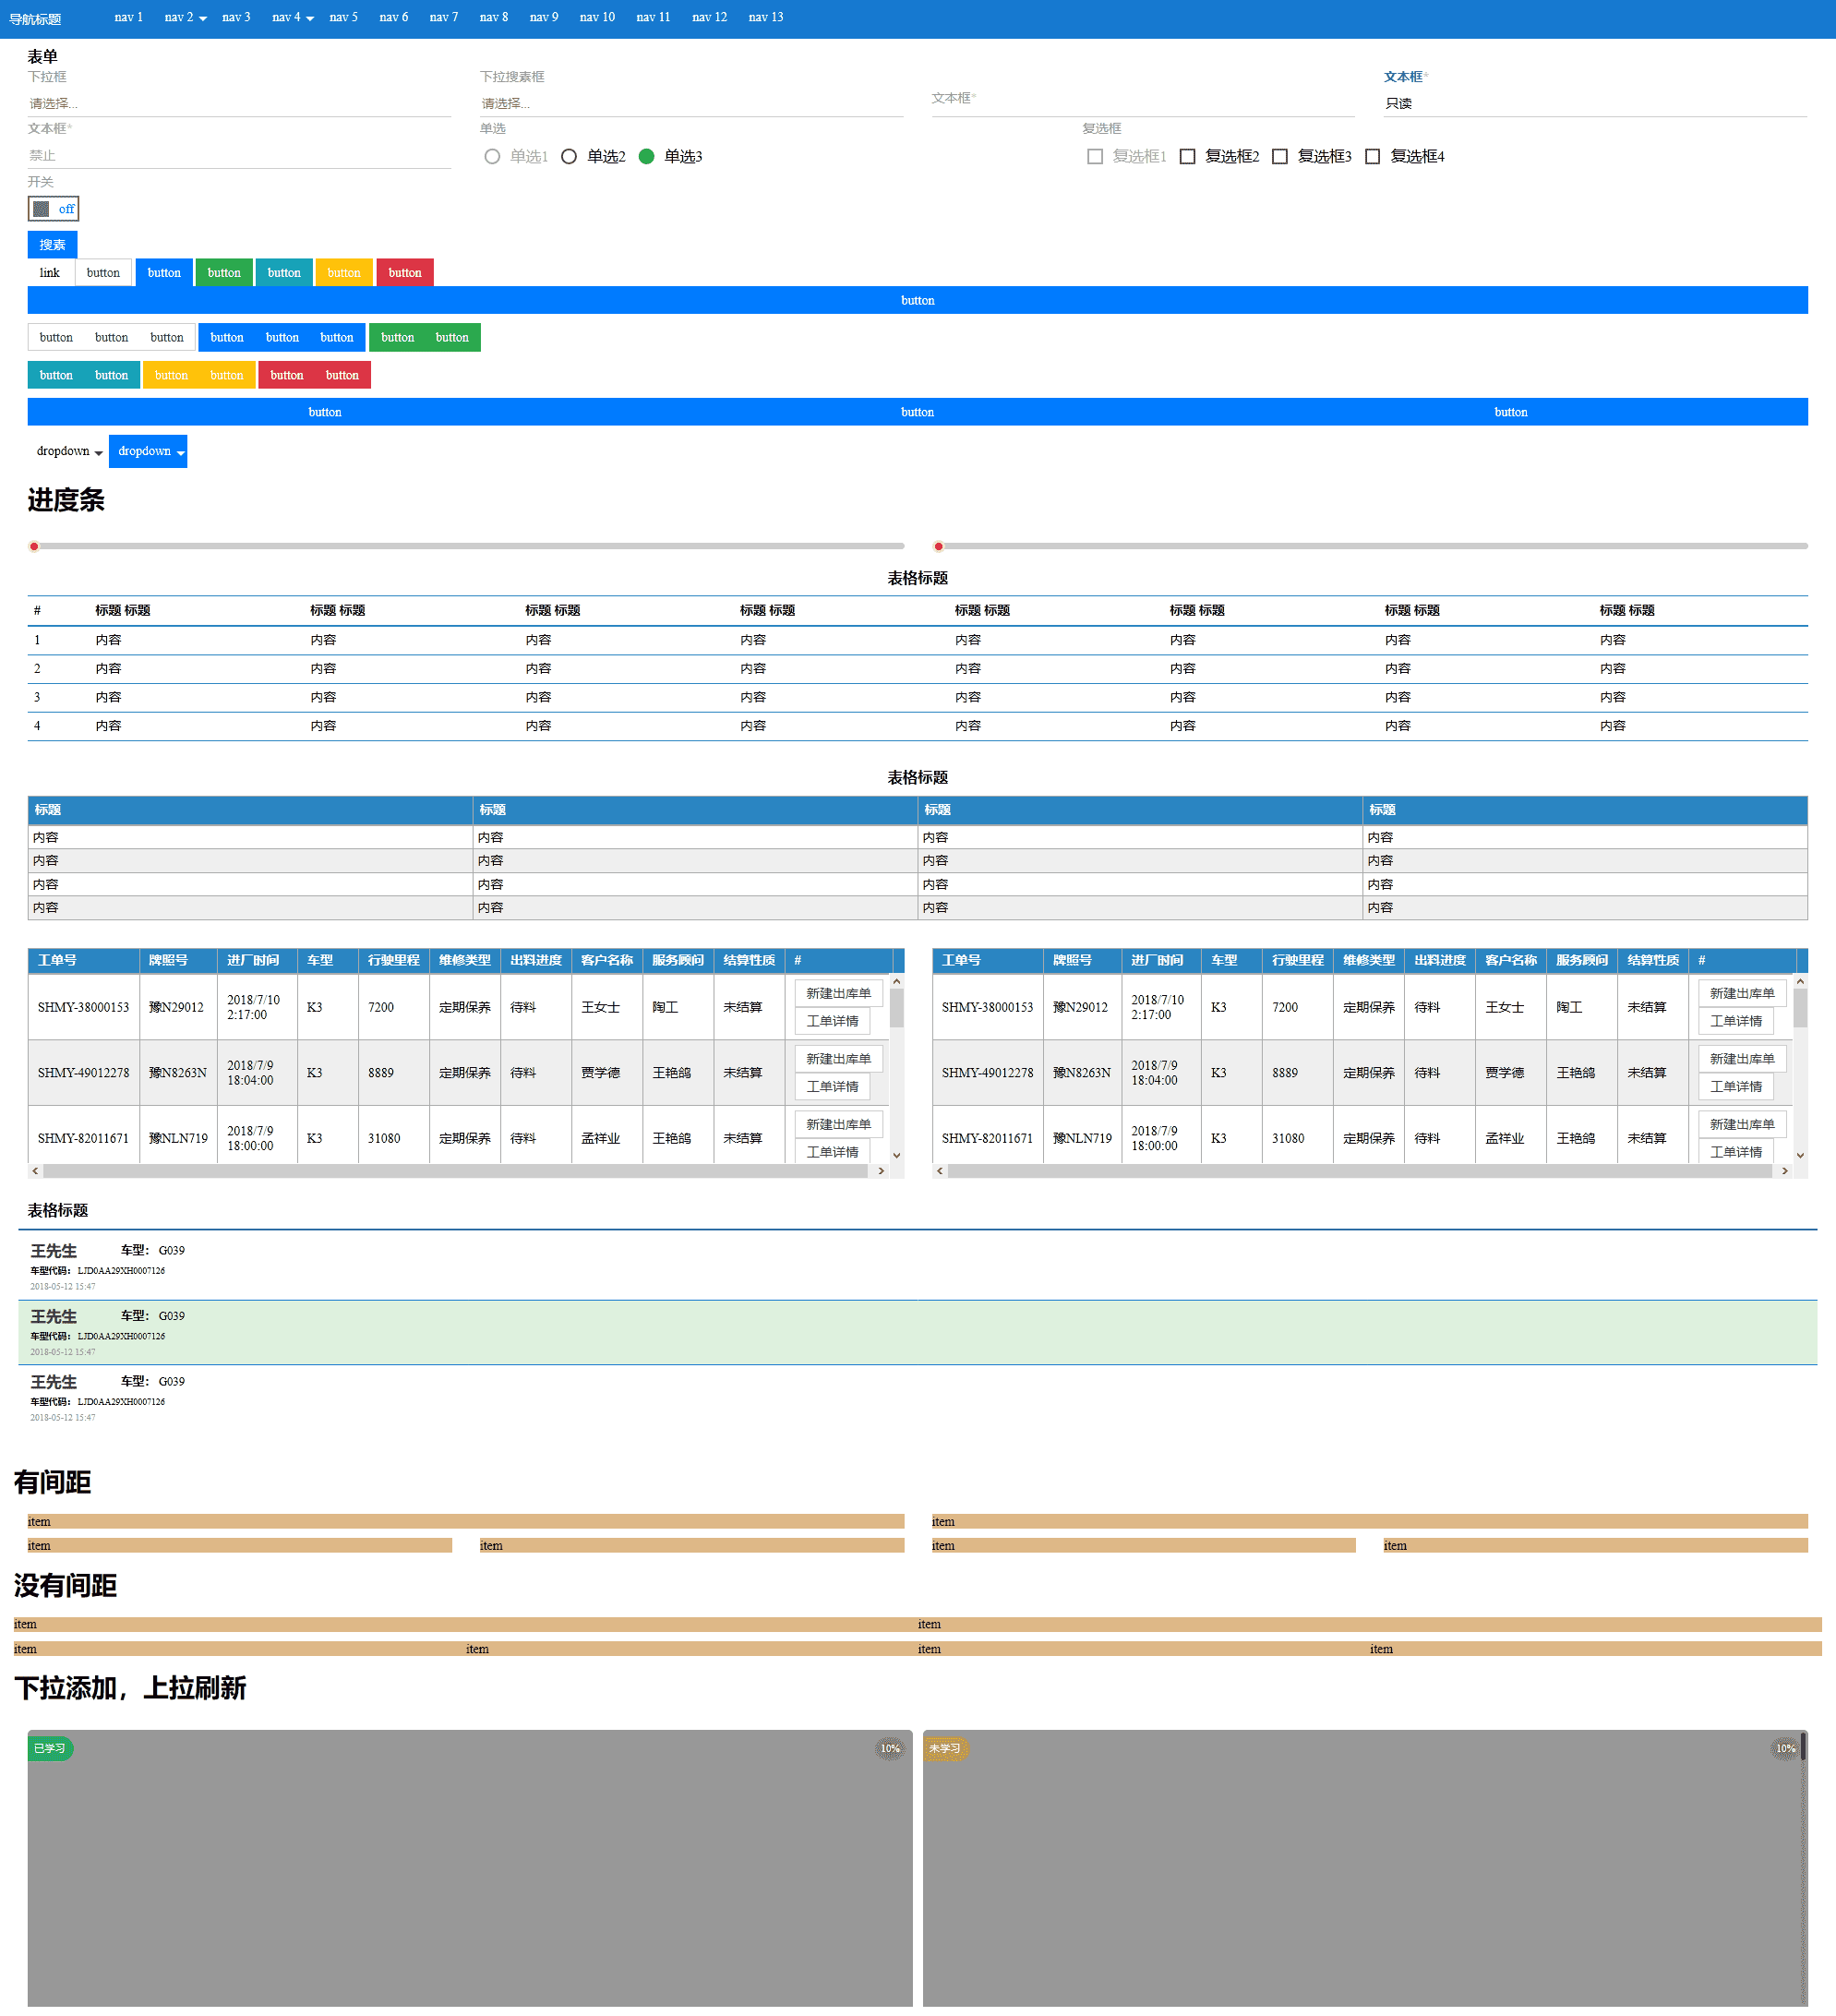 导航标题 nav 1 nav 2 nav 3 nav 4 nav 5 nav 6 nav 7 nav 8 nav 9 nav 10 nav 11 nav 12 nav 13
表单
下拉框 下拉搜素框 文本框*
请选择... 请选择... 文本框* 只读
文本框* 单选 复选框
禁止 单选1 单选2 单选3 复选框1 复选框2 复选框3 复选框4
开关
off
搜素
link button button button button button button
button
button button button button button button button button
button button button button button button
button button button
dropdown dropdown
进度条
表格标题
# 标题 标题 标题 标题 标题 标题 标题 标题 标题 标题 标题 标题 标题 标题 标题 标题
1 内容 内容 内容 内容 内容 内容 内容 内容
2 内容 内容 内容 内容 内容 内容 内容 内容
3 内容 内容 内容 内容 内容 内容 内容 内容
4 内容 内容 内容 内容 内容 内容 内容 内容
表格标题
标题 标题 标题 标题
内容 内容 内容 内容
内容 内容 内容 内容
内容 内容 内容 内容
内容 内容 内容 内容
工单号 牌照号 进厂时间 车型 行驶里程 维修类型 出料进度 客户名称 服务顾问 结算性质 #
SHMY-38000153 豫N29012 2018/7/10 2:17:00 K3 7200 定期保养 待料 王女士 陶工 未结算 新建出库单 工单详情
SHMY-49012278 豫N8263N 2018/7/9 18:04:00 K3 8889 定期保养 待料 贾学德 王艳鸽 未结算 新建出库单 工单详情
SHMY-82011671 豫NLN719 2018/7/9 18:00:00 K3 31080 定期保养 待料 孟祥业 王艳鸽 未结算 新建出库单 工单详情
工单号 牌照号 进厂时间 车型 行驶里程 维修类型 出料进度 客户名称 服务顾问 结算性质 #
SHMY-38000153 豫N29012 2018/7/10 2:17:00 K3 7200 定期保养 待料 王女士 陶工 未结算 新建出库单 工单详情
SHMY-49012278 豫N8263N 2018/7/9 18:04:00 K3 8889 定期保养 待料 贾学德 王艳鸽 未结算 新建出库单 工单详情
SHMY-82011671 豫NLN719 2018/7/9 18:00:00 K3 31080 定期保养 待料 孟祥业 王艳鸽 未结算 新建出库单 工单详情
表格标题
王先生 车型： G039
车型代码： LJD0AA29XH0007126
2018-05-12 15:47
王先生 车型： G039
车型代码： LJD0AA29XH0007126
2018-05-12 15:47
王先生 车型： G039
车型代码： LJD0AA29XH0007126
2018-05-12 15:47
有间距
item item
item item item item
没有间距
item item
item item item item
下拉添加，上拉刷新
已学习 10% 未学习 10%